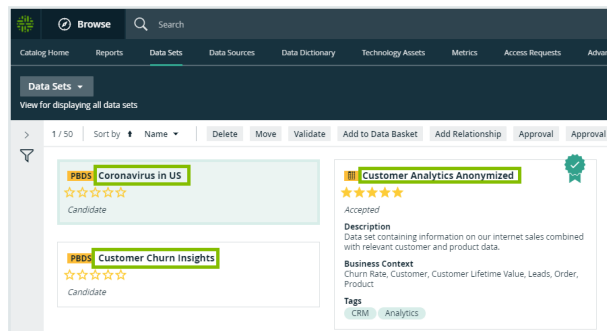 Browse Search
Catalog Home Reports Data Sets Data Sources Data Dictionary Technology Assets Metrics Access Requests
Data Sets
View for displaying all data sets
1 / 50 Sort by Name Delete Move Validate Add to Data Basket Add Relationship Approval Approval
PBDS Coronavirus in US
Candidate
PBDS Customer Churn Insights
Candidate
Customer Analytics Anonymized
Accepted
Description
Data set containing information on our internet sales combined
with relevant customer and product data.
Business Context
Churn Rate, Customer, Customer Lifetime Value, Leads, Order,
Product
Tags
CRM Analytics